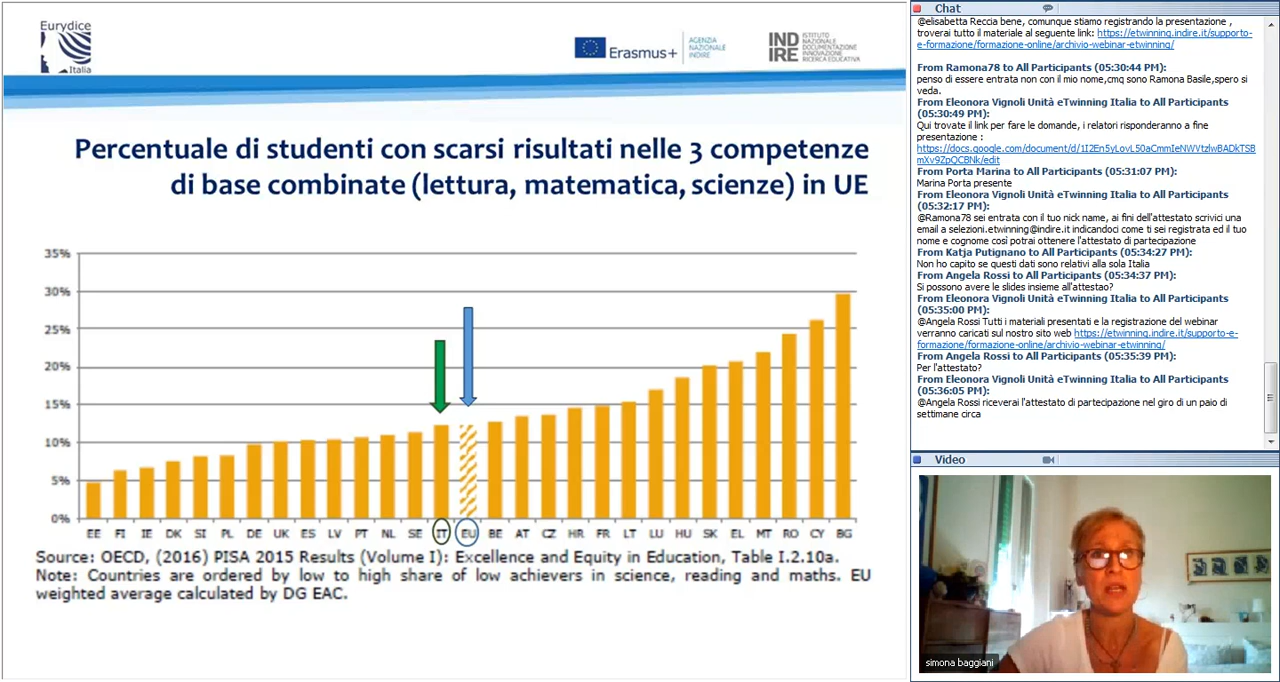 Eurydice
Italia
Erasmus+
AGENZIA
NAZIONALE
INDIRE
IND
IRE
ISTITUTO
NAZIONALE
DOCUMENTAZIONE
INNOVAZIONE
RICERCA EDUCATIVA
Percentuale di studenti con scarsi risultati nelle 3 competenze
di base combinate (lettura, matematica, scienze) in UE
35%
30%
25%
20%
15%
10%
5%
0%
EE FI IE DK SI PL DE UK ES LV PT NL SE IT EU BE AT CZ HR FR LT LU HU SK EL MT RO CY BG
Source: OECD, (2016) PISA 2015 Results (Volume I): Excellence and Equity in Education, Table I.2.10a.
Note: Countries are ordered by low to high share of low achievers in science, reading and maths. EU
weighted average calculated by DG EAC.
Chat
@elisabetta Reccia bene, comunque stiamo registrando la presentazione ,
troverai tutto il materiale al seguente link: https://etwinning.indire.it/supporto-
e-formazione/formazione-online/archivio-webinar-etwinning/
From Ramona78 to All Participants (05:30:44 PM):
penso di essere entrata non con il mio nome,cmq sono Ramona Basile,spero si
veda.
From Eleonora Vignoli Unità eTwinning Italia to All Participants
(05:30:49 PM):
Qui trovate il link per fare le domande, i relatori risponderanno a fine
presentazione :
https://docs.google.com/document/d/1I2En5yLovL50aCmmIeNWVtzlwBADkTSB
mXv9ZpQCBNk/edit
From Porta Marina to All Participants (05:31:07 PM):
Marina Porta presente
From Eleonora Vignoli Unità eTwinning Italia to All Participants
(05:32:17 PM):
@Ramona78 sei entrata con il tuo nick name, ai fini dell'attestato scrivici una
email a selezioni.etwinning@indire.it indicandoci come ti sei registrata ed il tuo
nome e cognome così potrai ottenere l'attestato di partecipazione
From Katja Putignano to All Participants (05:34:27 PM):
Non ho capito se questi dati sono relativi alla sola Italia
From Angela Rossi to All Participants (05:34:37 PM):
Si possono avere le slides insieme all'attestao?
From Eleonora Vignoli Unità eTwinning Italia to All Participants
(05:35:00 PM):
@Angela Rossi Tutti i materiali presentati e la registrazione del webinar
verranno caricati sul nostro sito web https://etwinning.indire.it/supporto-e-
formazione/formazione-online/archivio-webinar-etwinning/
From Angela Rossi to All Participants (05:35:39 PM):
Per l'attestato?
From Eleonora Vignoli Unità eTwinning Italia to All Participants
(05:36:05 PM):
@Angela Rossi riceverai l'attestato di partecipazione nel giro di un paio di
settimane circa
Video
simona baggiani